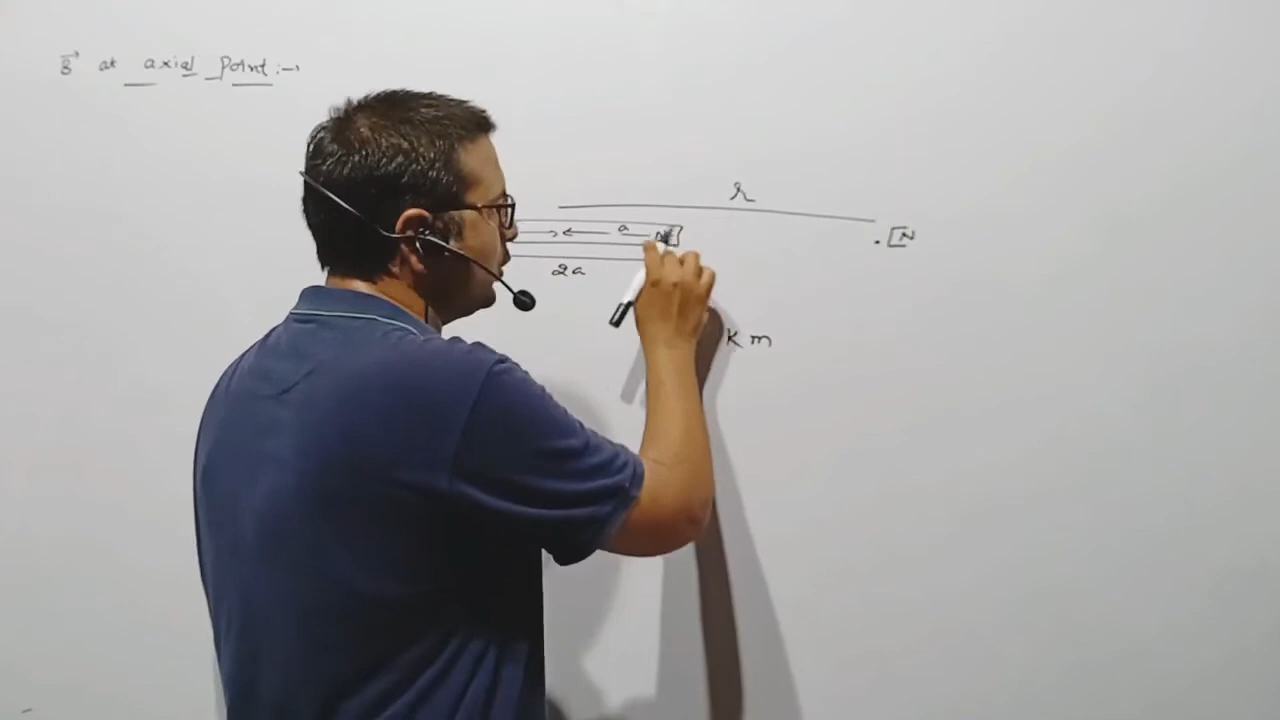 B⃗ at axial Point :→
r
a N
[N
2a
K m